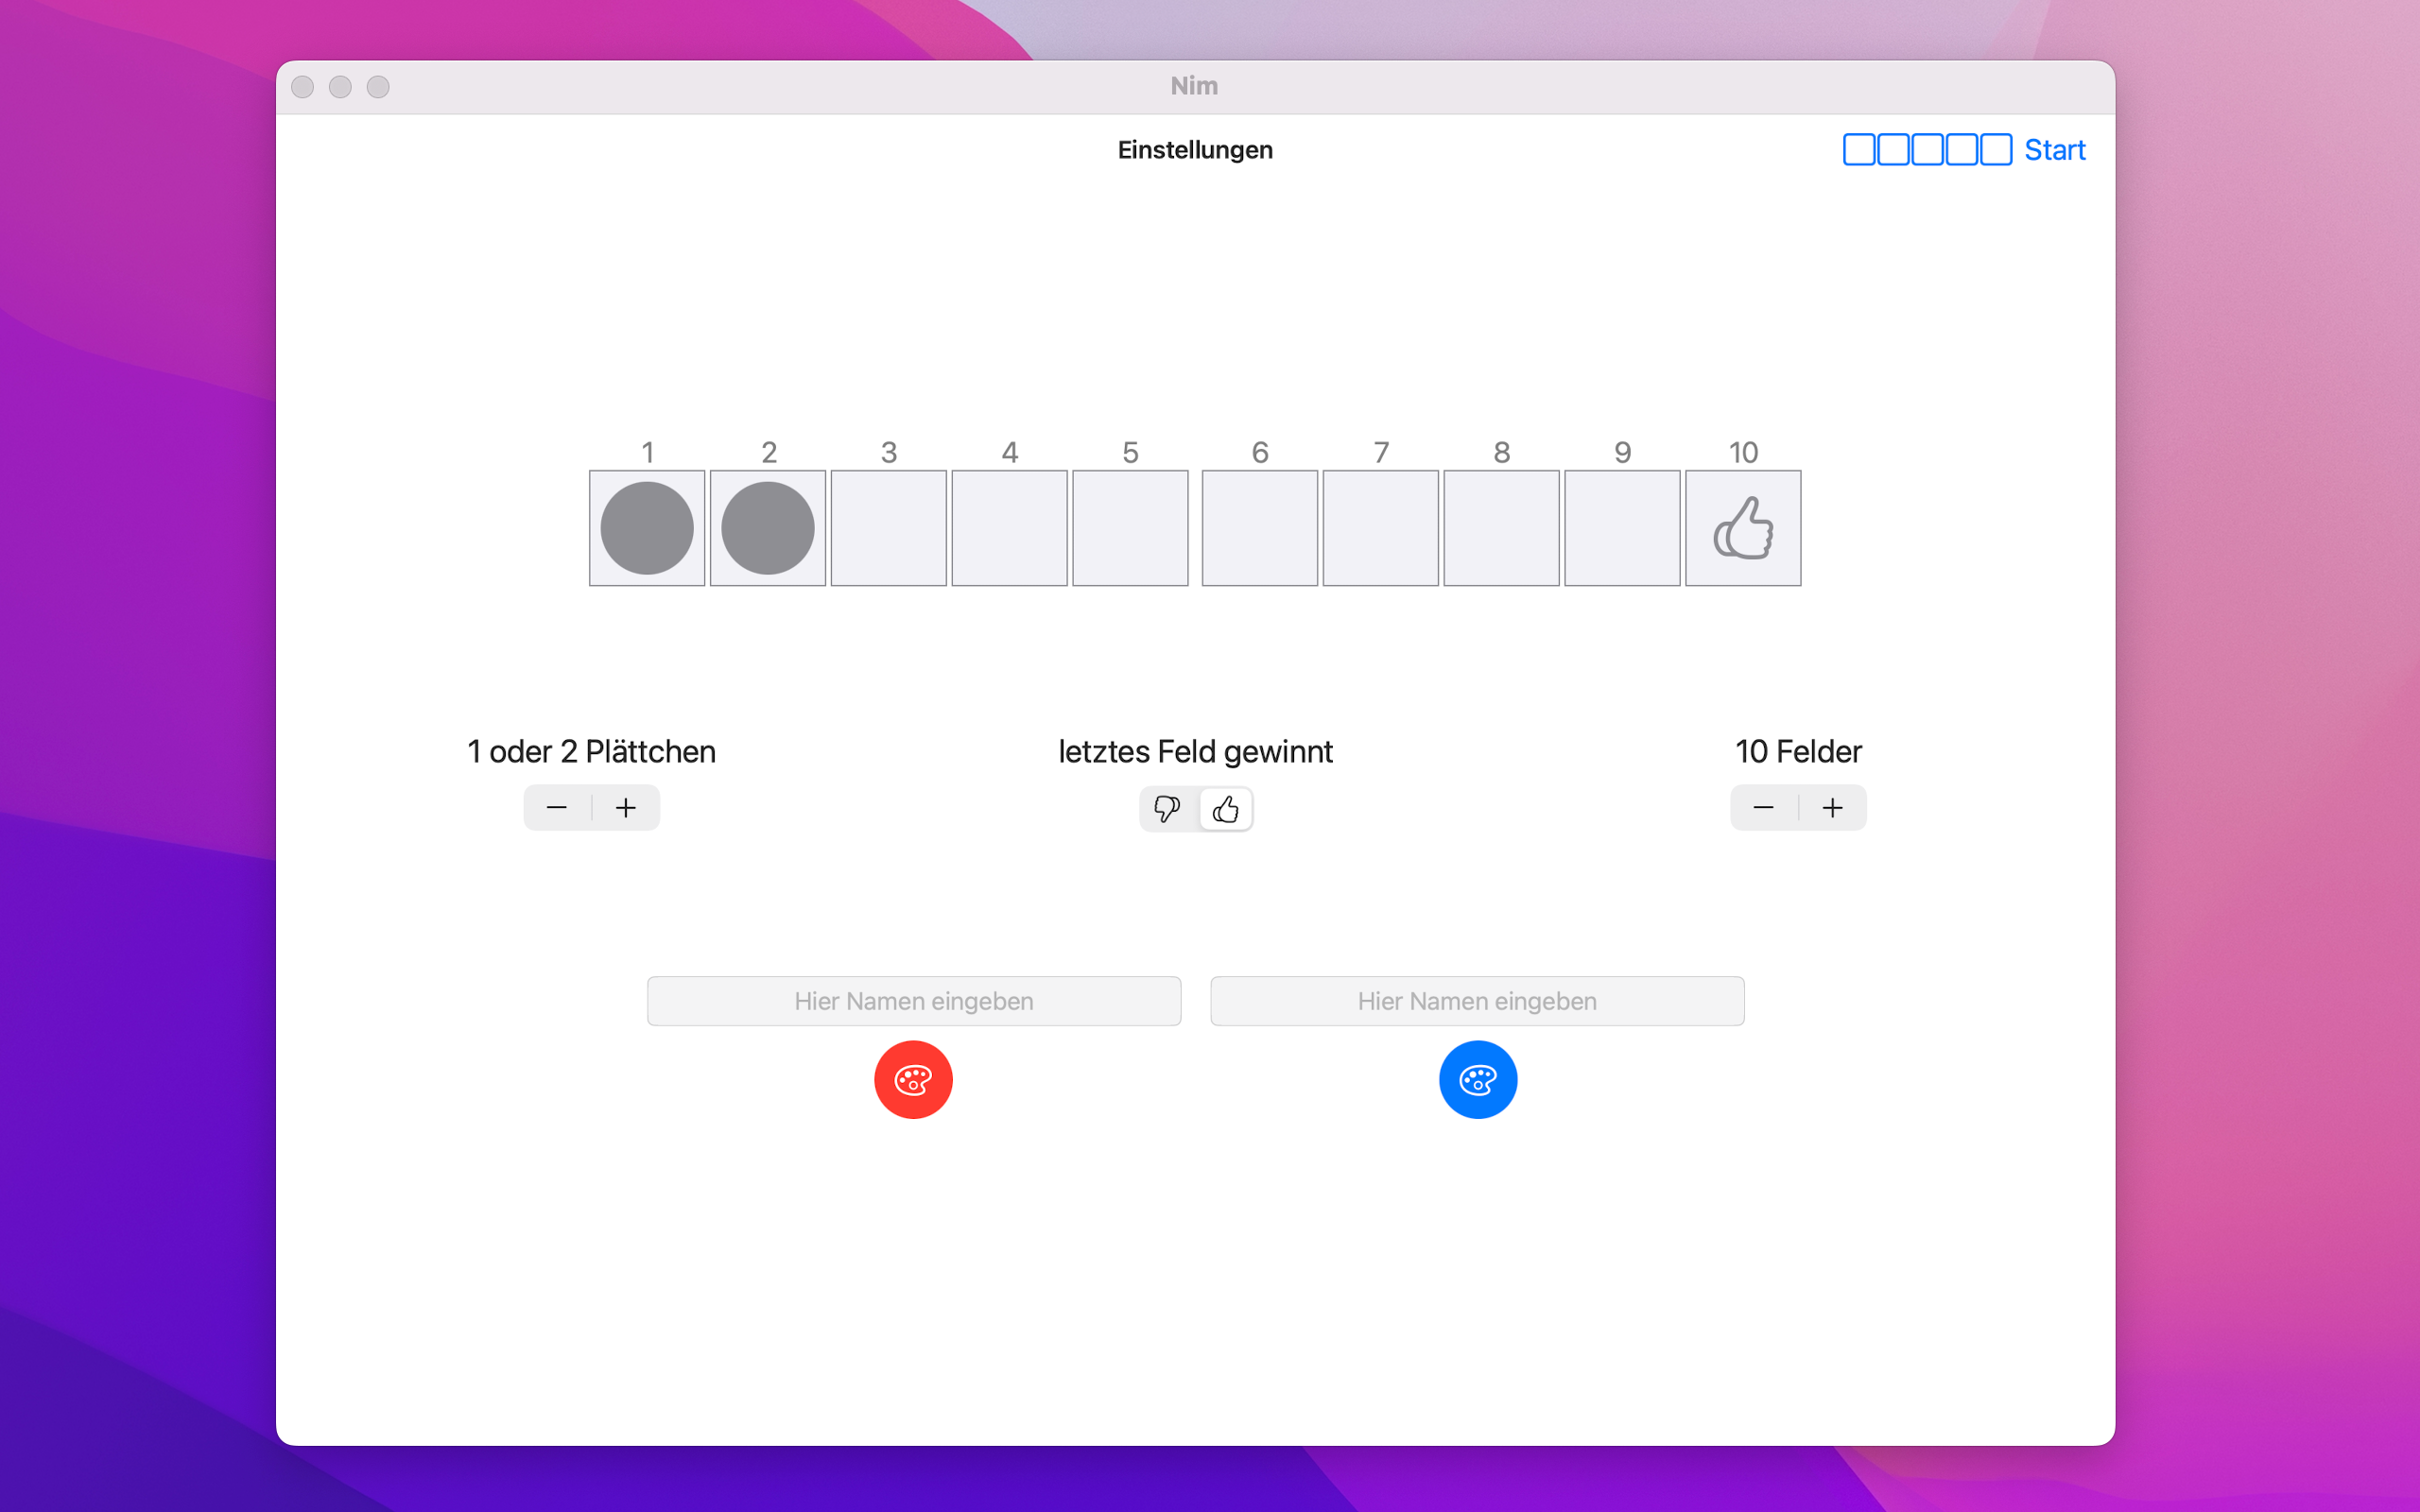 Nim
Einstellungen
Start
1 2 3 4 5 6 7 8 9 10
1 oder 2 Plättchen
letztes Feld gewinnt
10 Felder
Hier Namen eingeben
Hier Namen eingeben